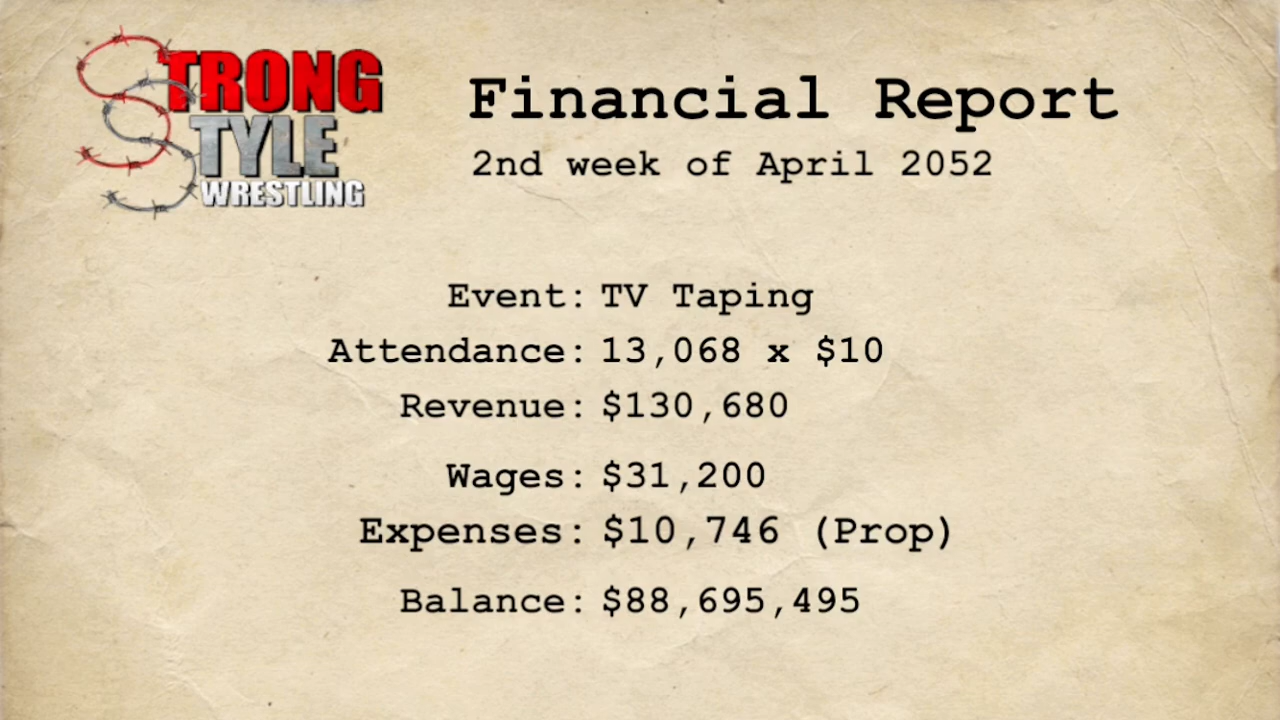 STRONG
STYLE
WRESTLING
Financial Report
2nd week of April 2052
Event: TV Taping
Attendance: 13,068 x $10
Revenue: $130,680
Wages: $31,200
Expenses: $10,746 (Prop)
Balance: $88,695,495